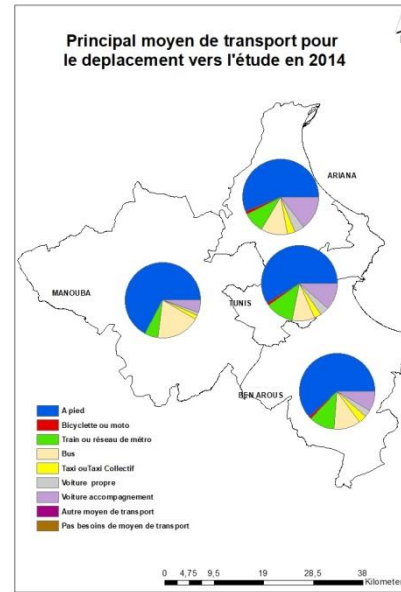 Principal moyen de transport pour
le deplacement vers l'étude en 2014
ARIANA
MANOUBA
TUNIS
BEN AROUS
A pied
Bicyclette ou moto
Train ou réseau de métro
Bus
Taxi ouTaxi Collectif
Voiture propre
Voiture accompagnement
Autre moyen de transport
Pas besoins de moyen de transport
0 4,75 9,5 19 28,5 38
Kilometer